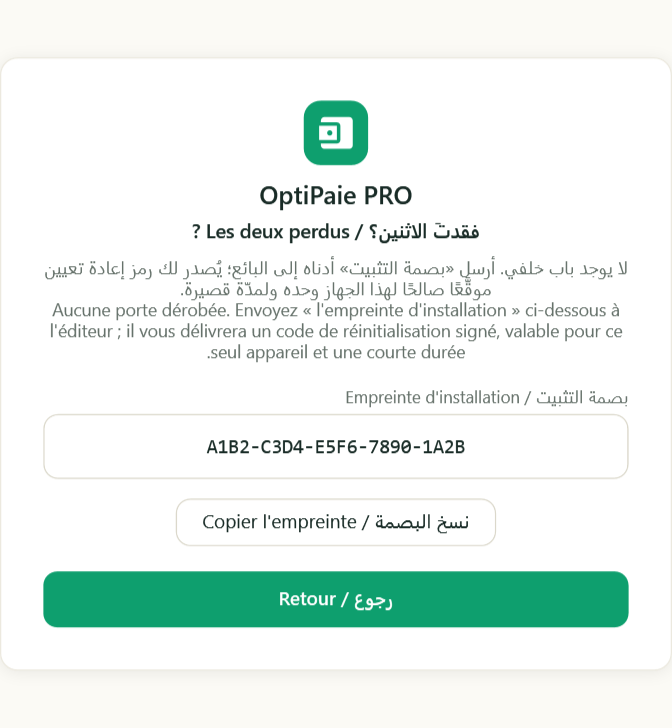 OptiPaie PRO
فقدتَ الاثنين؟ / Les deux perdus ?
لا يوجد باب خلفي. أرسل «بصمة التثبيت» أدناه إلى البائع؛ يُصدر لك رمز إعادة تعيين
موقّعًا صالحًا لهذا الجهاز وحده ولمدّة قصيرة.
Aucune porte dérobée. Envoyez « l'empreinte d'installation » ci-dessous à
l'éditeur ; il vous délivrera un code de réinitialisation signé, valable pour ce
seul appareil et une courte durée.
بصمة التثبيت / Empreinte d'installation
A1B2-C3D4-E5F6-7890-1A2B
نسخ البصمة / Copier l'empreinte
رجوع / Retour